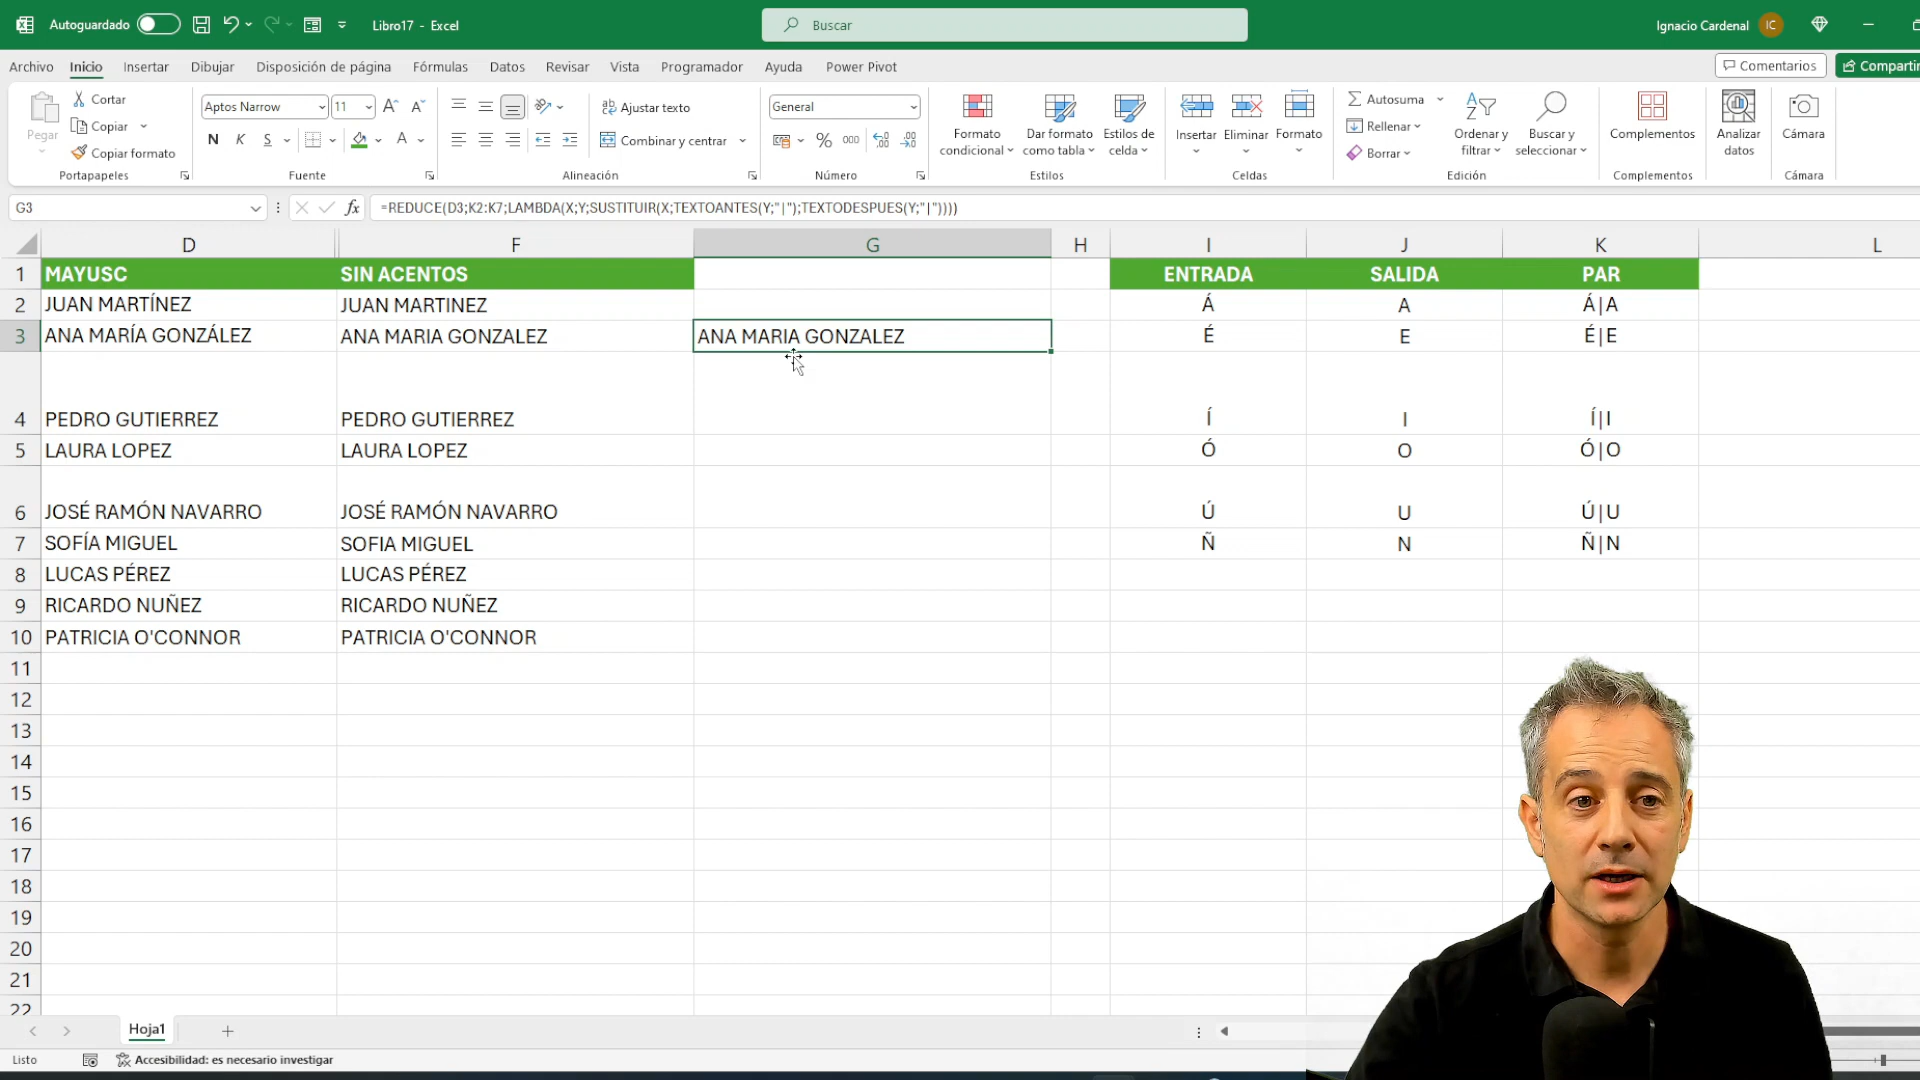 Autoguardado
Libro17 - Excel
Buscar
Ignacio Cardenal
IC
Archivo Inicio Insertar Dibujar Disposición de página Fórmulas Datos Revisar Vista Programador Ayuda Power Pivot
Comentarios
Compartir
Pegar
Cortar
Copiar
Copiar formato
Portapapeles
Aptos Narrow
11
N K S
Fuente
Ajustar texto
Combinar y centrar
Alineación
General
% 000
Número
Formato
condicional
Dar formato
como tabla
Estilos de
celda
Estilos
Insertar
Eliminar
Formato
Celdas
Autosuma
Rellenar
Borrar
Ordenar y
filtrar
Buscar y
seleccionar
Edición
Complementos
Complementos
Analizar
datos
Cámara
Cámara
G3
fx
=REDUCE(D3;K2:K7;LAMBDA(X;Y;SUSTITUIR(X;TEXTOANTES(Y;"|");TEXTODESPUES(Y;"|"))))
D F G H I J K L
1 MAYUSC SIN ACENTOS ENTRADA SALIDA PAR
2 JUAN MARTÍNEZ JUAN MARTINEZ Á A Á|A
3 ANA MARÍA GONZÁLEZ ANA MARIA GONZALEZ ANA MARIA GONZALEZ É E É|E
4 PEDRO GUTIERREZ PEDRO GUTIERREZ Í I Í|I
5 LAURA LOPEZ LAURA LOPEZ Ó O Ó|O
6 JOSÉ RAMÓN NAVARRO JOSÉ RAMÓN NAVARRO Ú U Ú|U
7 SOFÍA MIGUEL SOFIA MIGUEL Ñ N Ñ|N
8 LUCAS PÉREZ LUCAS PÉREZ
9 RICARDO NUÑEZ RICARDO NUÑEZ
10 PATRICIA O'CONNOR PATRICIA O'CONNOR
11
12
13
14
15
16
17
18
19
20
21
22
Hoja1
Listo
Accesibilidad: es necesario investigar